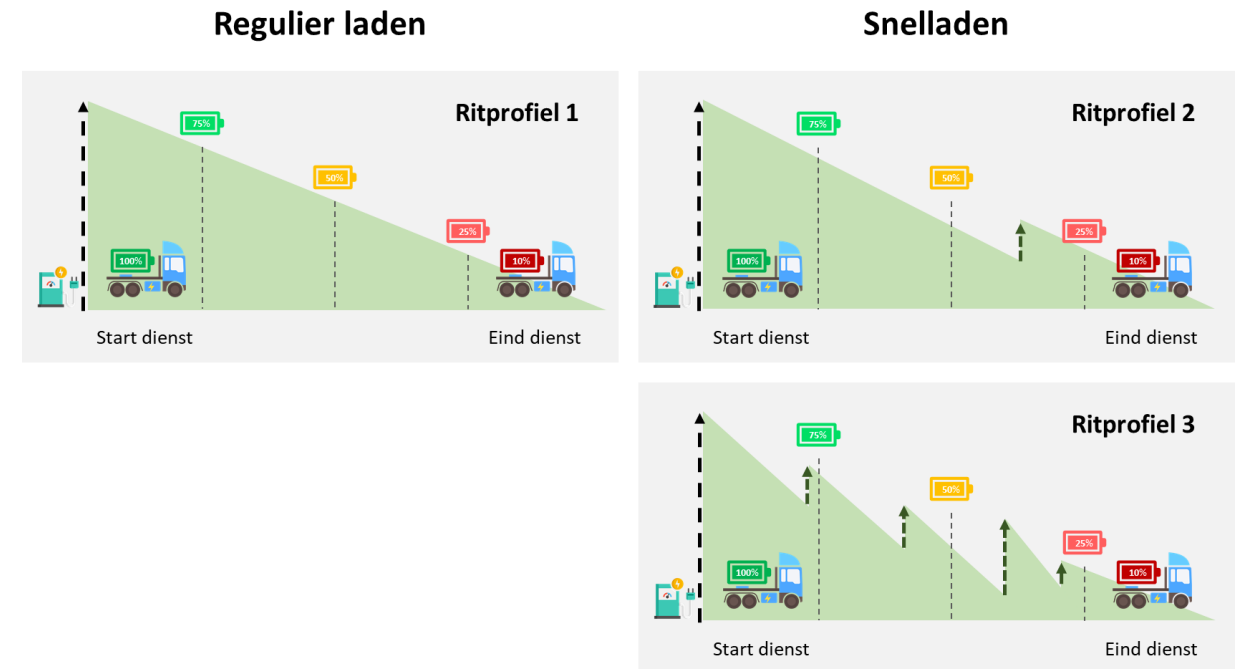 Regulier laden
Snelladen
Ritprofiel 1
75%
50%
25%
100%
10%
Start dienst
Eind dienst
Ritprofiel 2
75%
50%
25%
100%
10%
Start dienst
Eind dienst
Ritprofiel 3
75%
50%
25%
100%
10%
Start dienst
Eind dienst